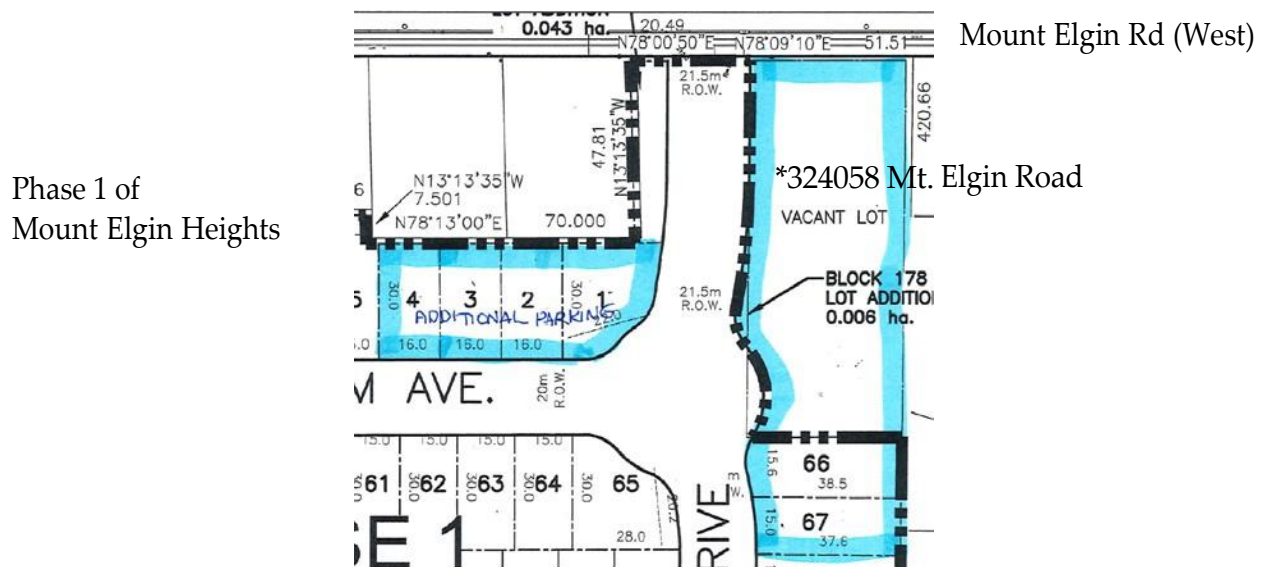 0.043 ha.
20.49
N78°00'50"E
N78°09'10"E
51.51
Mount Elgin Rd (West)
21.5m
R.O.W.
420.66
47.81
N13°13'35"W
*324058 Mt. Elgin Road
Phase 1 of
Mount Elgin Heights
6
N13°13'35"W
7.501
N78°13'00"E
70.000
VACANT LOT
BLOCK 178
LOT ADDITIO
0.006 ha.
21.5m
R.O.W.
5
30.0
4
3
2
30.0
1
ADDITIONAL PARKING
.0
16.0
16.0
16.0
M AVE.
20m
R.O.W.
15.0
15.0
15.0
15.0
61
30.0
62
30.0
63
30.0
64
30.0
65
20.2
28.0
SE 1
DRIVE
m
W.
15.6
66
38.5
15.0
67
37.6